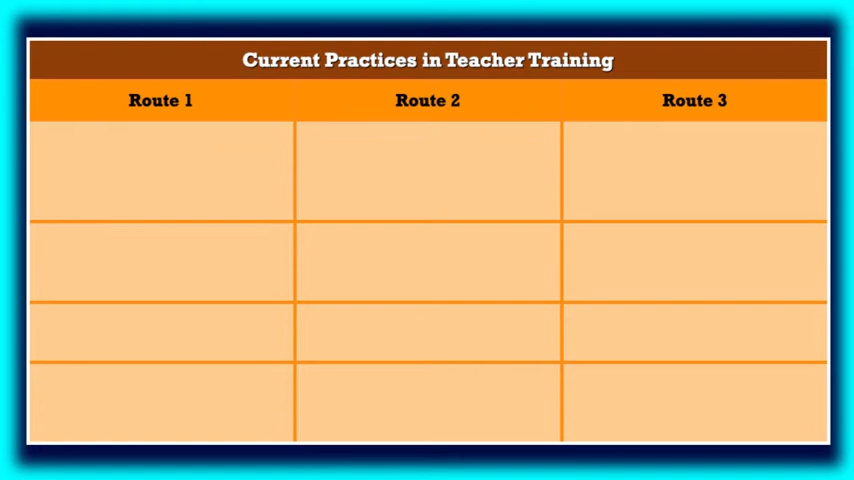 Current Practices in Teacher Training
Route 1 Route 2 Route 3